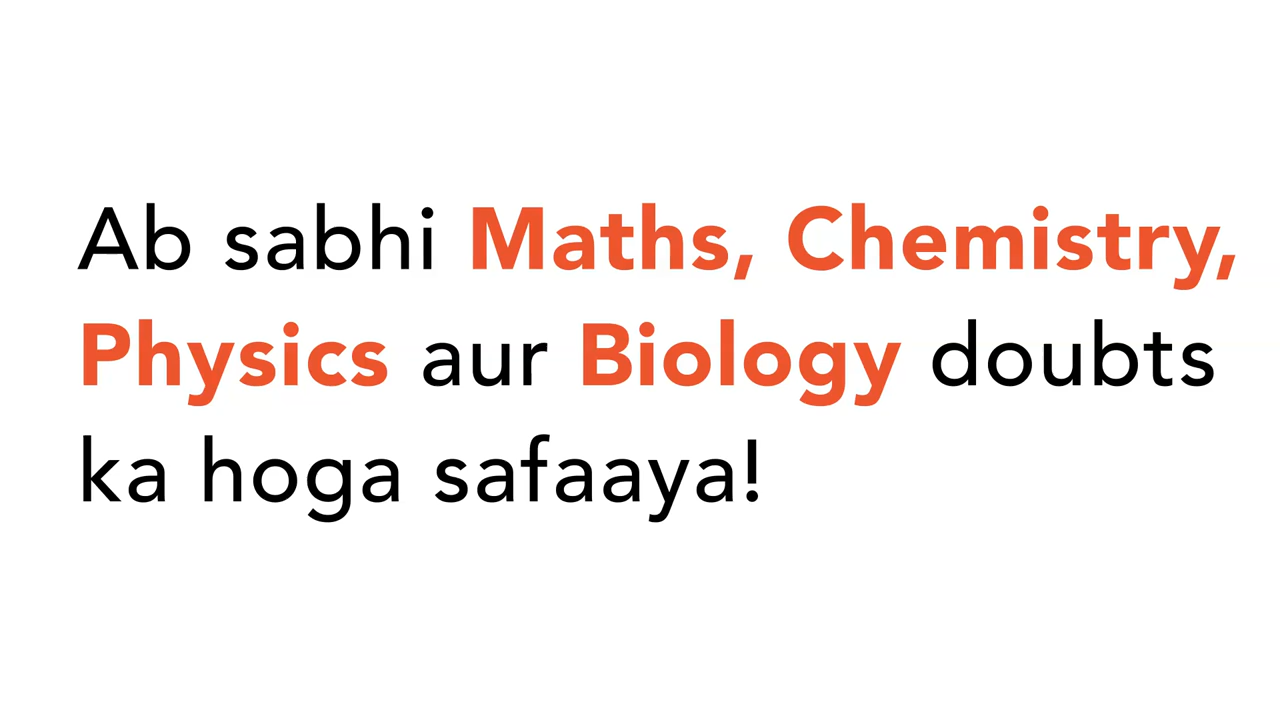 Ab sabhi Maths, Chemistry,
Physics aur Biology doubts
ka hoga safaaya!